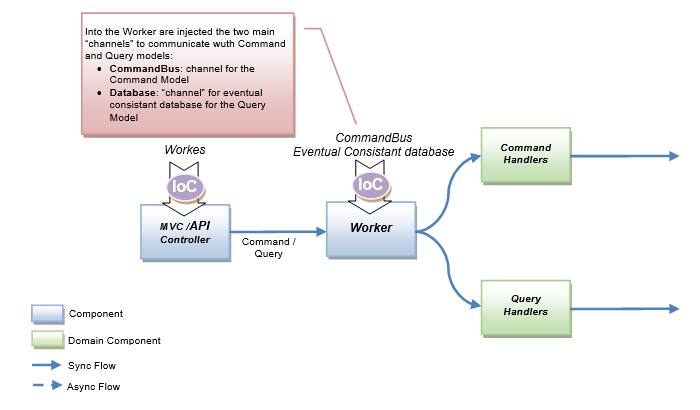 Into the Worker are injected the two main
“channels” to communicate wuth Command
and Query models:
• CommandBus: channel for the
Command Model
• Database: “channel” for eventual
consistant database for the Query
Model
Workes
CommandBus
Eventual Consistant database
IoC
IoC
MVC /API
Controller
Command /
Query
Worker
Command
Handlers
Query
Handlers
Component
Domain Component
Sync Flow
Async Flow